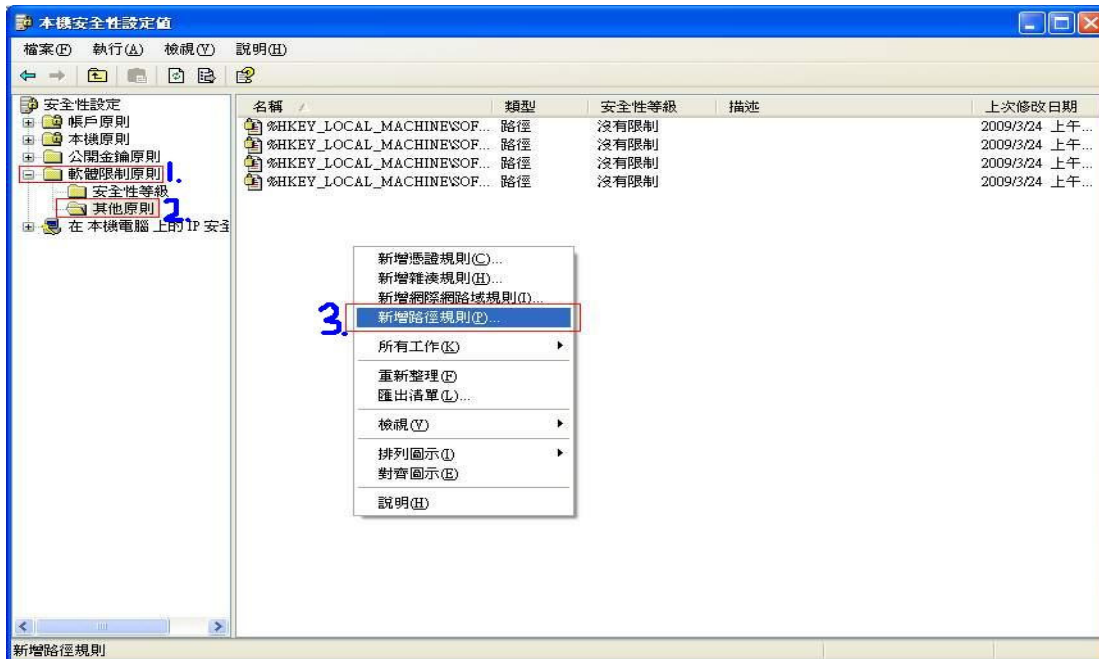 本機安全性設定值
檔案(F) 執行(A) 檢視(V) 說明(H)
安全性設定
帳戶原則
本機原則
公開金鑰原則
軟體限制原則 1.
安全性等級
其他原則 2.
在 本機電腦 上的 IP 安全
名稱 類型 安全性等級 描述 上次修改日期
%HKEY_LOCAL_MACHINE\SOF... 路徑 沒有限制 2009/3/24 上午...
%HKEY_LOCAL_MACHINE\SOF... 路徑 沒有限制 2009/3/24 上午...
%HKEY_LOCAL_MACHINE\SOF... 路徑 沒有限制 2009/3/24 上午...
%HKEY_LOCAL_MACHINE\SOF... 路徑 沒有限制 2009/3/24 上午...
新增憑證規則(C)...
新增雜湊規則(H)...
新增網際網路域規則(I)...
3. 新增路徑規則(P)...
所有工作(K)
重新整理(F)
匯出清單(L)...
檢視(V)
排列圖示(I)
對齊圖示(E)
說明(H)
新增路徑規則